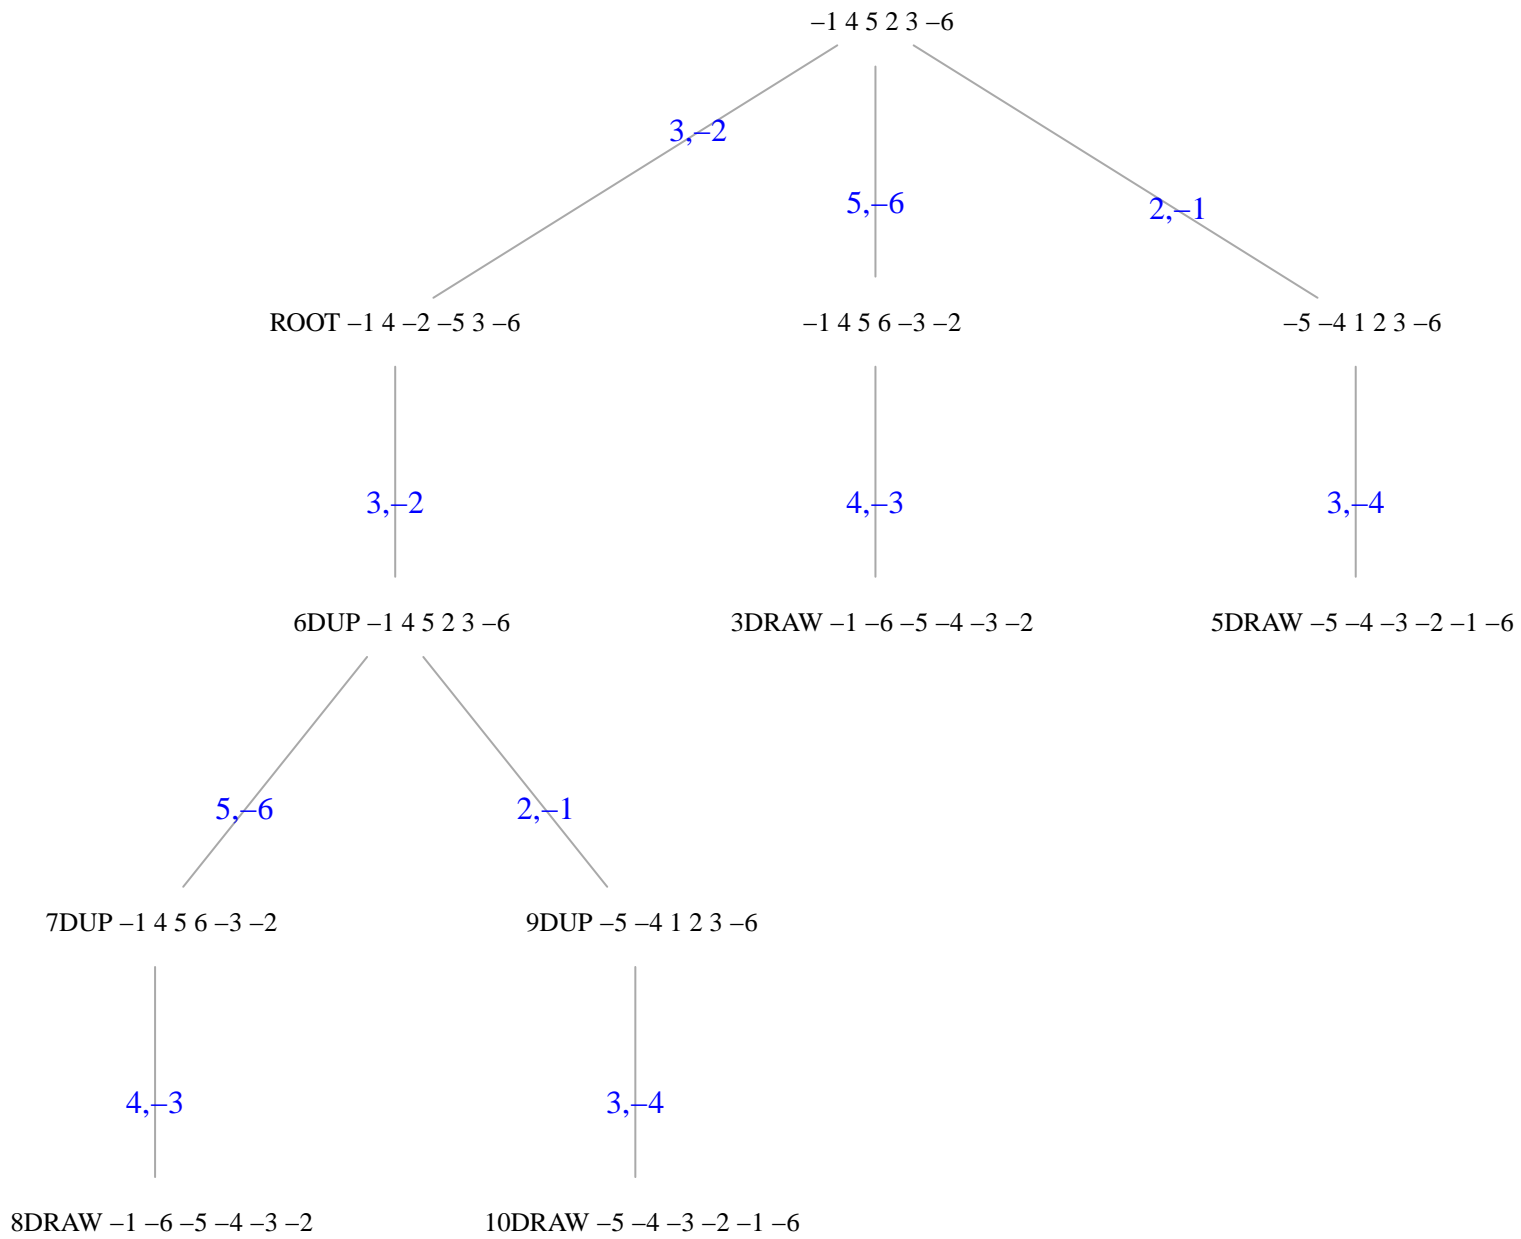 –1 4 5 2 3 –6
3,–2
5,–6
2,–1
ROOT –1 4 –2 –5 3 –6
–1 4 5 6 –3 –2
–5 –4 1 2 3 –6
3,–2
4,–3
3,–4
6DUP –1 4 5 2 3 –6
3DRAW –1 –6 –5 –4 –3 –2
5DRAW –5 –4 –3 –2 –1 –6
5,–6
2,–1
7DUP –1 4 5 6 –3 –2
9DUP –5 –4 1 2 3 –6
4,–3
3,–4
8DRAW –1 –6 –5 –4 –3 –2
10DRAW –5 –4 –3 –2 –1 –6